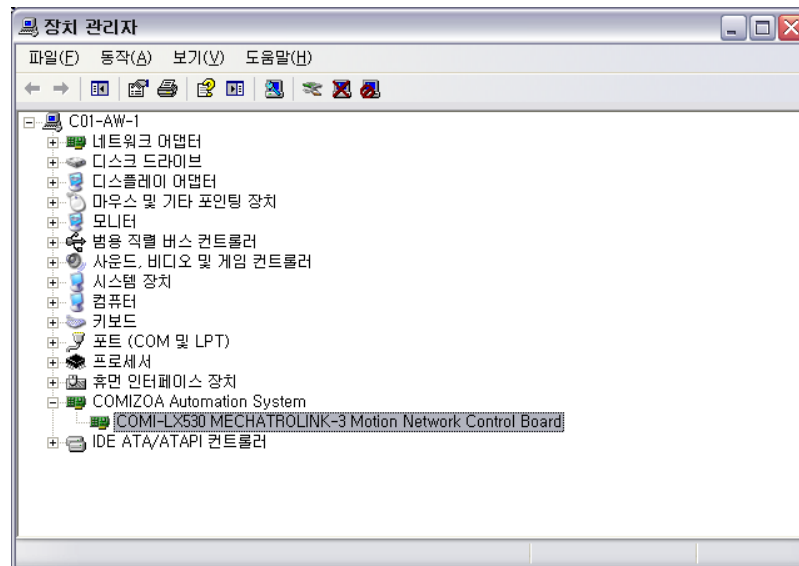 장치 관리자
파일(F) 동작(A) 보기(V) 도움말(H)
C01-AW-1
네트워크 어댑터
디스크 드라이브
디스플레이 어댑터
마우스 및 기타 포인팅 장치
모니터
범용 직렬 버스 컨트롤러
사운드, 비디오 및 게임 컨트롤러
시스템 장치
컴퓨터
키보드
포트 (COM 및 LPT)
프로세서
휴먼 인터페이스 장치
COMIZOA Automation System
COMI-LX530 MECHATROLINK-3 Motion Network Control Board
IDE ATA/ATAPI 컨트롤러